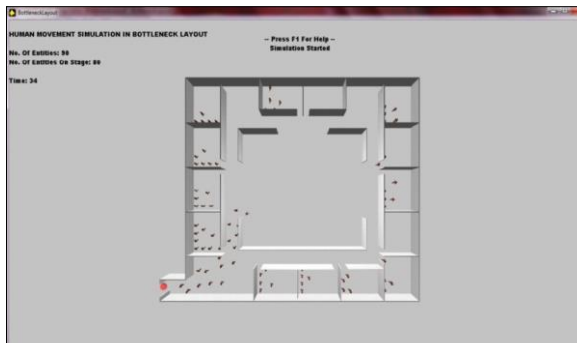 BottleneckLayout
HUMAN MOVEMENT SIMULATION IN BOTTLENECK LAYOUT
-- Press F1 For Help --
Simulation Started
No. Of Entities: 98
No. Of Entities On Stage: 80
Time: 34